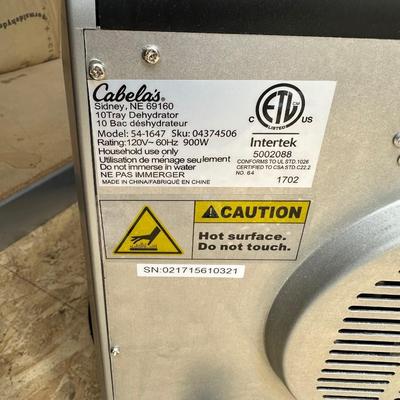 Cabela's
Sidney, NE 69160
10Tray Dehydrator
10 Bac déshydrateur
Model: 54-1647 Sku: 04374506
Rating:120V~ 60Hz 900W
Household use only
Utilisation de ménage seulement
Do not immerse in water
NE PAS IMMERGER
MADE IN CHINA/FABRIQUÉ EN CHINE
ETL
C US
LISTED
Intertek
5002088
CONFORMS TO UL STD.1026
CERTIFIED TO CSA STD.C22.2
NO. 64
1702
CAUTION
Hot surface.
Do not touch.
SN:021715610321